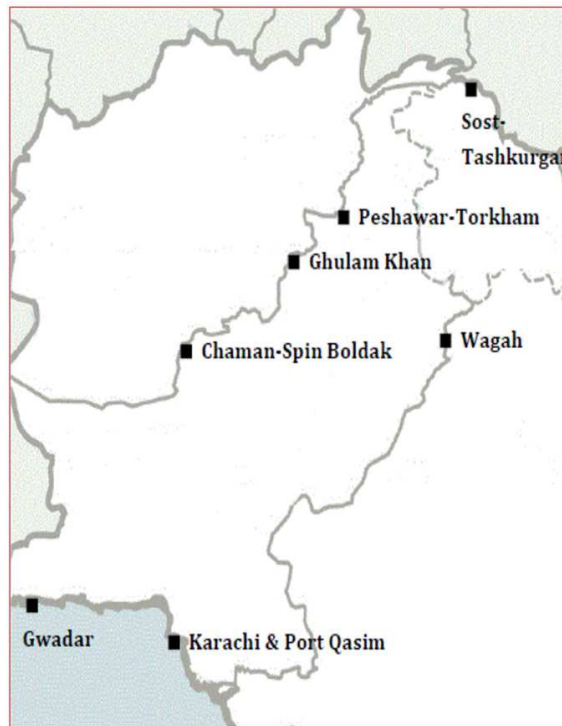 Sost-
Tashkurgan
Peshawar-Torkham
Ghulam Khan
Wagah
Chaman-Spin Boldak
Gwadar
Karachi & Port Qasim